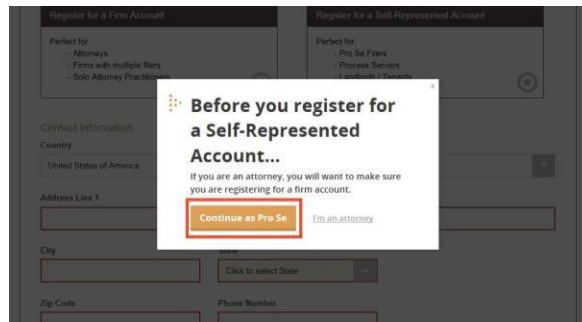 Register for a Firm Account
Register for a Self-Represented Account
Perfect for:
- Attorneys
- Firms with multiple filers
- Solo Attorney Practitioners
Perfect for:
- Pro Se Filers
- Process Servers
- Landlords / Tenants
x
Before you register for
a Self-Represented
Account...
If you are an attorney, you will want to make sure
you are registering for a firm account.
Continue as Pro Se
I'm an attorney
Contact Information
Country
United States of America
Address Line 1
City
State
Click to select State
Zip Code
Phone Number